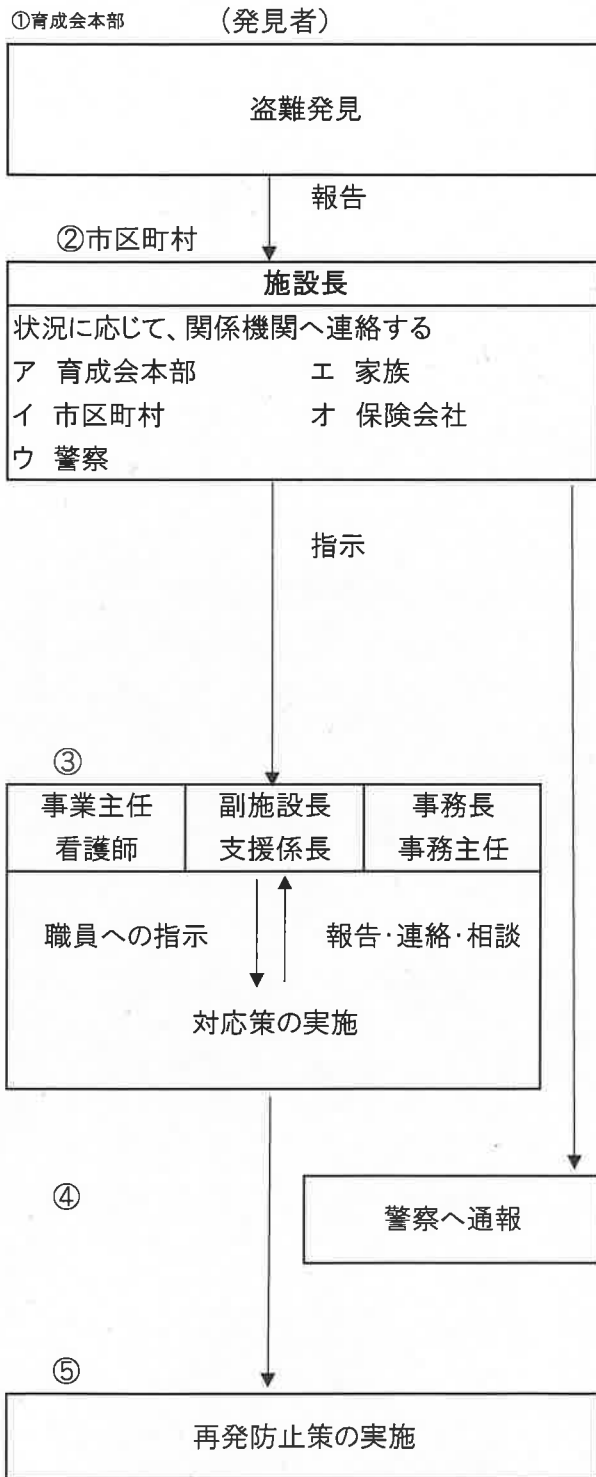 ①育成会本部 (発見者)
盗難発見
報告
②市区町村
施設長
状況に応じて、関係機関へ連絡する
ア 育成会本部 エ 家族
イ 市区町村 オ 保険会社
ウ 警察
指示
③
事業主任 副施設長 事務長
看護師 支援係長 事務主任
職員への指示 報告・連絡・相談
対応策の実施
④
警察へ通報
⑤
再発防止策の実施